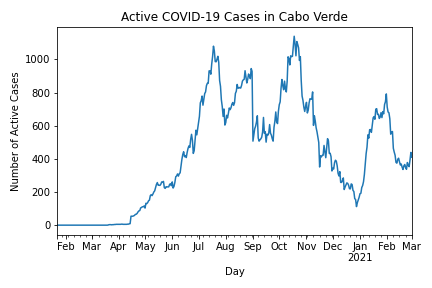 Active COVID-19 Cases in Cabo Verde
Number of Active Cases
1000
800
600
400
200
0
Feb Mar Apr May Jun Jul Aug Sep Oct Nov Dec Jan Feb Mar
2021
Day